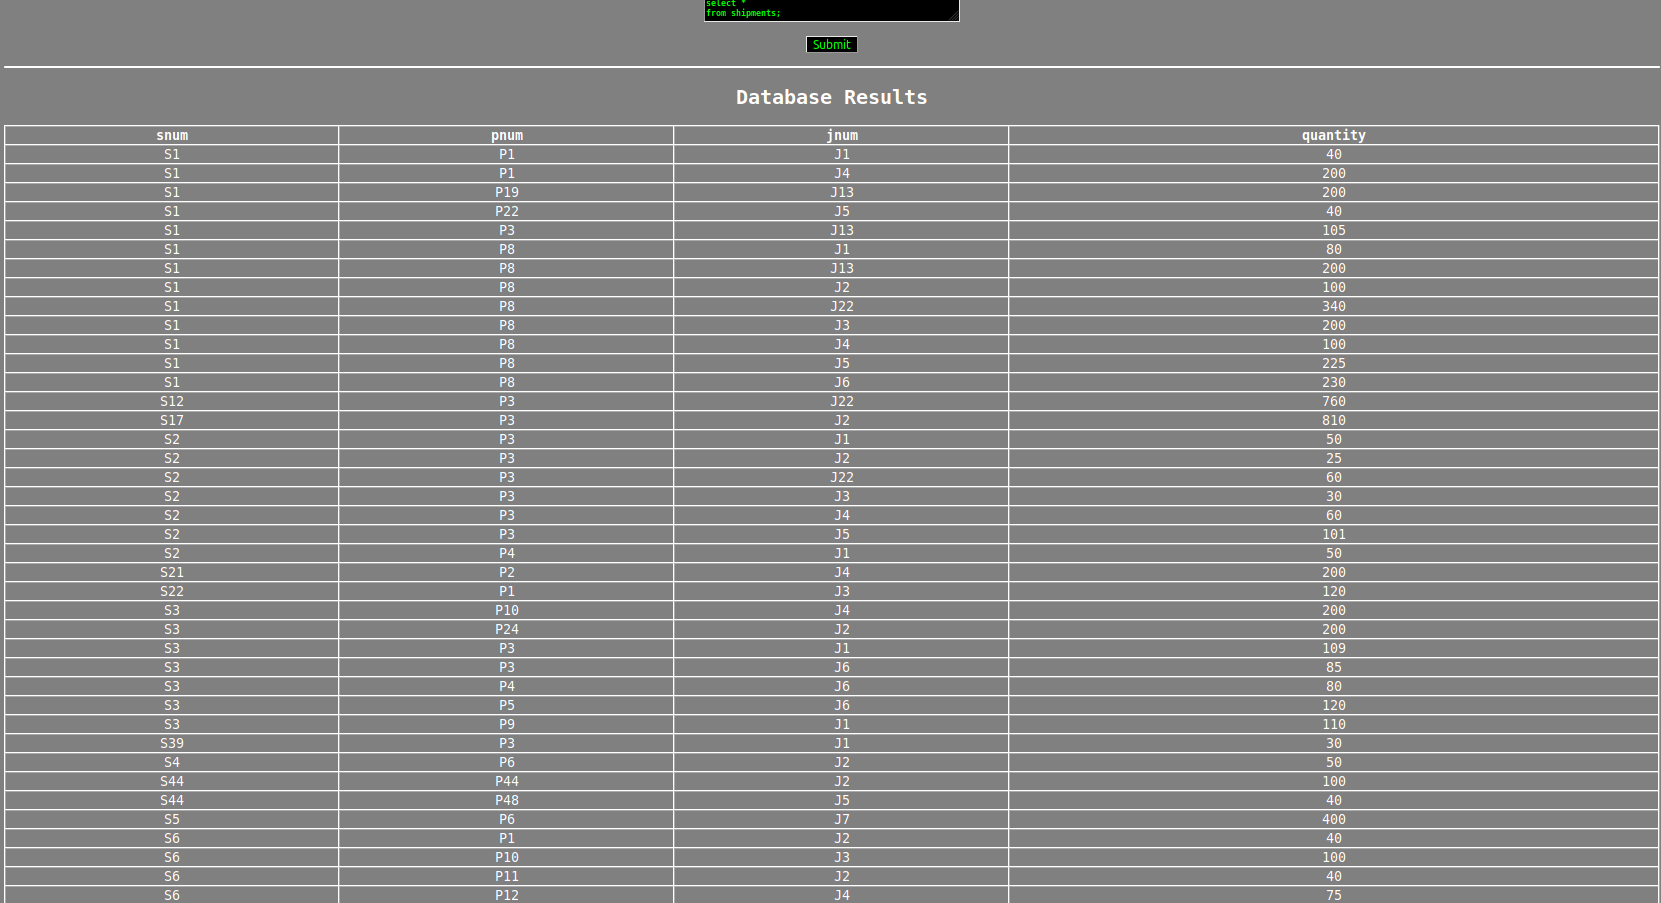 select *
from shipments;
Submit
Database Results
snum pnum jnum quantity
S1 P1 J1 40
S1 P1 J4 200
S1 P19 J13 200
S1 P22 J5 40
S1 P3 J13 105
S1 P8 J1 80
S1 P8 J13 200
S1 P8 J2 100
S1 P8 J22 340
S1 P8 J3 200
S1 P8 J4 100
S1 P8 J5 225
S1 P8 J6 230
S12 P3 J22 760
S17 P3 J2 810
S2 P3 J1 50
S2 P3 J2 25
S2 P3 J22 60
S2 P3 J3 30
S2 P3 J4 60
S2 P3 J5 101
S2 P4 J1 50
S21 P2 J4 200
S22 P1 J3 120
S3 P10 J4 200
S3 P24 J2 200
S3 P3 J1 109
S3 P3 J6 85
S3 P4 J6 80
S3 P5 J6 120
S3 P9 J1 110
S39 P3 J1 30
S4 P6 J2 50
S44 P44 J2 100
S44 P48 J5 40
S5 P6 J7 400
S6 P1 J2 40
S6 P10 J3 100
S6 P11 J2 40
S6 P12 J4 75